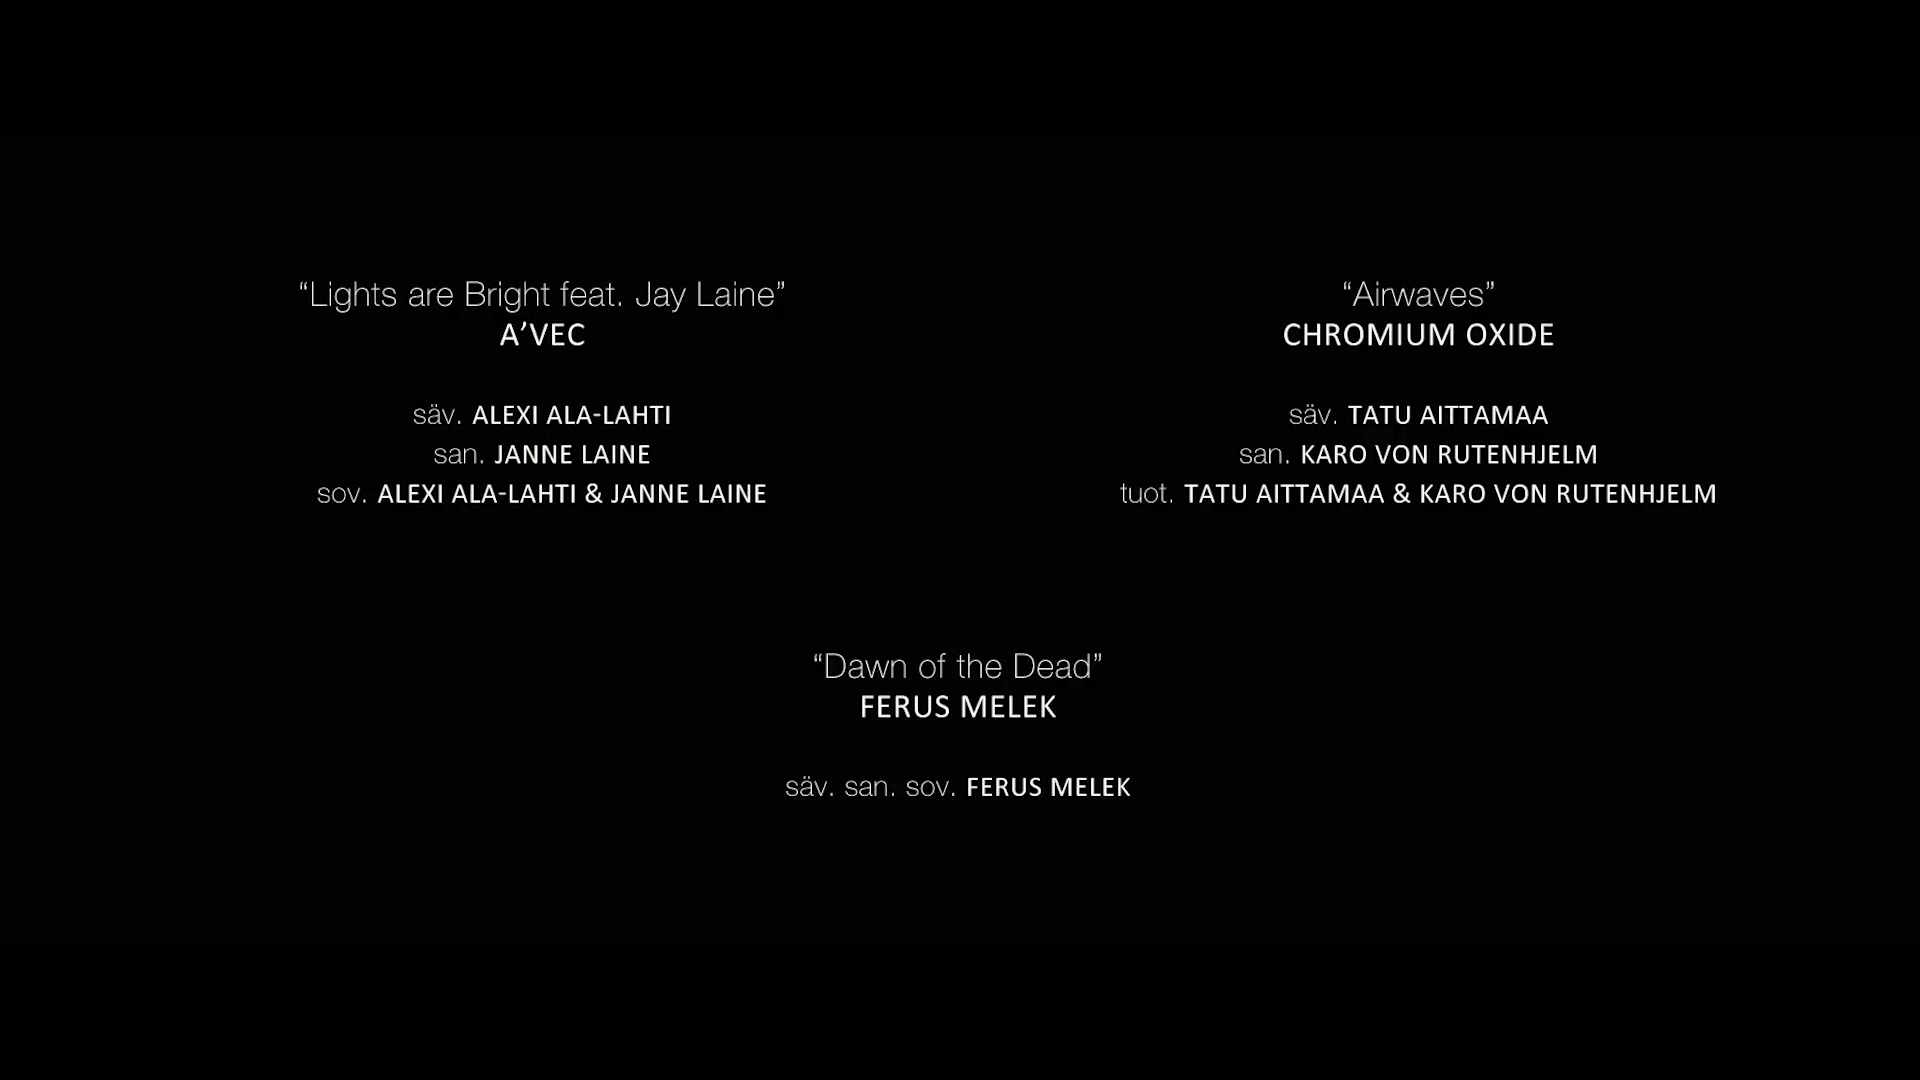 “Lights are Bright feat. Jay Laine”
A’VEC
säv. ALEXI ALA-LAHTI
san. JANNE LAINE
sov. ALEXI ALA-LAHTI & JANNE LAINE
“Airwaves”
CHROMIUM OXIDE
säv. TATU AITTAMAA
san. KARO VON RUTENHJELM
tuot. TATU AITTAMAA & KARO VON RUTENHJELM
“Dawn of the Dead”
FERUS MELEK
säv. san. sov. FERUS MELEK